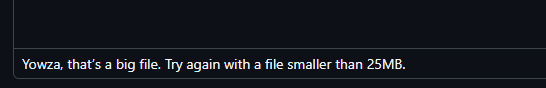 Yowza, that’s a big file. Try again with a file smaller than 25MB.